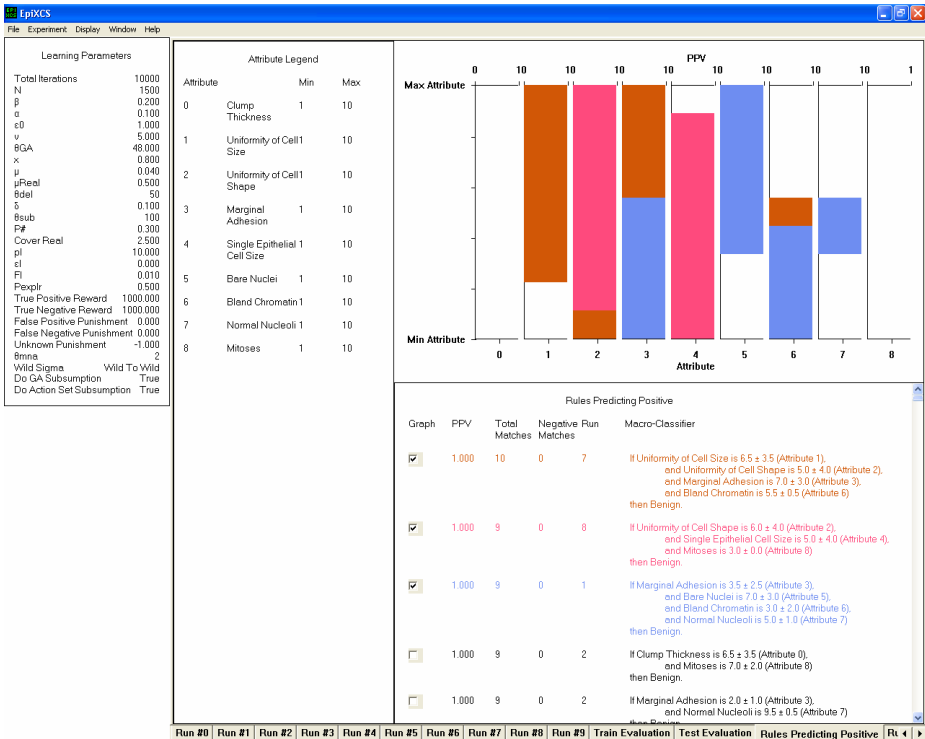 EpiXCS
File Experiment Display Window Help
Learning Parameters
Total Iterations 10000
N 1500
β 0.200
α 0.100
ε0 1.000
ν 5.000
θGA 48.000
× 0.800
μ 0.040
μReal 0.500
θdel 50
δ 0.100
θsub 100
P# 0.300
Cover Real 2.500
pI 10.000
εI 0.000
FI 0.010
Pexplr 0.500
True Positive Reward 1000.000
True Negative Reward 1000.000
False Positive Punishment 0.000
False Negative Punishment 0.000
Unknown Punishment -1.000
θmna 2
Wild Sigma Wild To Wild
Do GA Subsumption True
Do Action Set Subsumption True
Attribute Legend
Attribute Min Max
0 Clump Thickness 1 10
1 Uniformity of Cell Size 1 10
2 Uniformity of Cell Shape 1 10
3 Marginal Adhesion 1 10
4 Single Epithelial Cell Size 1 10
5 Bare Nuclei 1 10
6 Bland Chromatin 1 10
7 Normal Nucleoli 1 10
8 Mitoses 1 10
PPV
0 10 10 10 10 10 10 10 10 1
Max Attribute
Min Attribute
0 1 2 3 4 5 6 7 8
Attribute
Rules Predicting Positive
Graph PPV Total Matches Negative Matches Run Macro-Classifier
1.000 10 0 7 If Uniformity of Cell Size is 6.5 ± 3.5 (Attribute 1),
and Uniformity of Cell Shape is 5.0 ± 4.0 (Attribute 2),
and Marginal Adhesion is 7.0 ± 3.0 (Attribute 3),
and Bland Chromatin is 5.5 ± 0.5 (Attribute 6)
then Benign.
1.000 9 0 8 If Uniformity of Cell Shape is 6.0 ± 4.0 (Attribute 2),
and Single Epithelial Cell Size is 5.0 ± 4.0 (Attribute 4),
and Mitoses is 3.0 ± 0.0 (Attribute 8)
then Benign.
1.000 9 0 1 If Marginal Adhesion is 3.5 ± 2.5 (Attribute 3),
and Bare Nuclei is 7.0 ± 3.0 (Attribute 5),
and Bland Chromatin is 3.0 ± 2.0 (Attribute 6),
and Normal Nucleoli is 5.0 ± 1.0 (Attribute 7)
then Benign.
1.000 9 0 2 If Clump Thickness is 6.5 ± 3.5 (Attribute 0),
and Mitoses is 7.0 ± 2.0 (Attribute 8)
then Benign.
1.000 9 0 2 If Marginal Adhesion is 2.0 ± 1.0 (Attribute 3),
and Normal Nucleoli is 9.5 ± 0.5 (Attribute 7)
then Benign.
Run #0 Run #1 Run #2 Run #3 Run #4 Run #5 Run #6 Run #7 Run #8 Run #9 Train Evaluation Test Evaluation Rules Predicting Positive